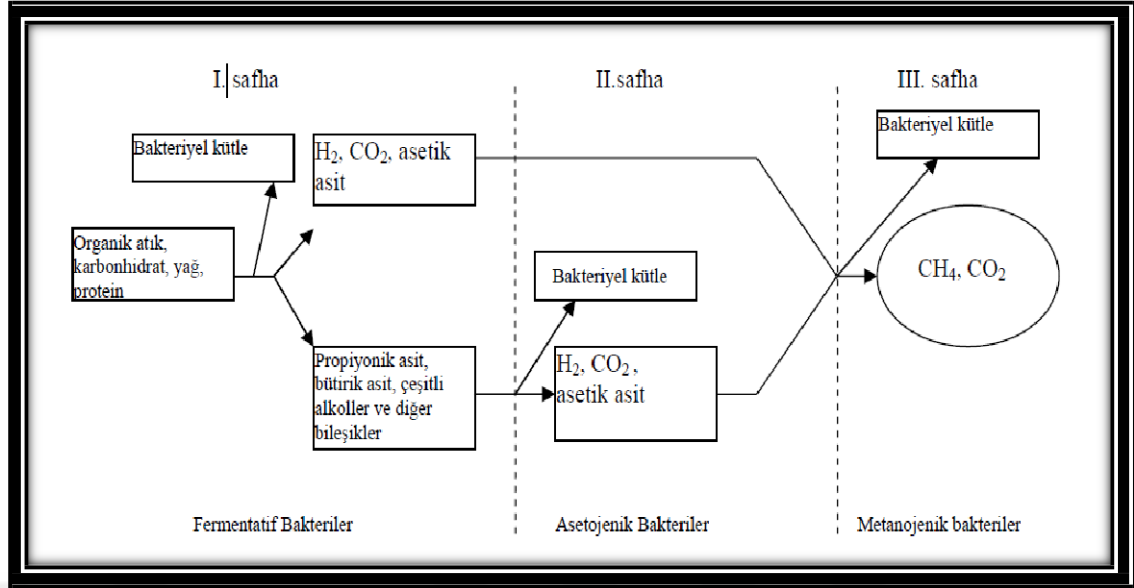 I. safha
II.safha
III. safha
Bakteriyel kütle
H₂, CO₂, asetik
asit
Bakteriyel kütle
Organik atık,
karbonhidrat, yağ,
protein
Bakteriyel kütle
CH₄, CO₂
Propiyonik asit,
bütirik asit, çeşitli
alkoller ve diğer
bileşikler
H₂, CO₂ ,
asetik asit
Fermentatif Bakteriler
Asetojenik Bakteriler
Metanojenik bakteriler